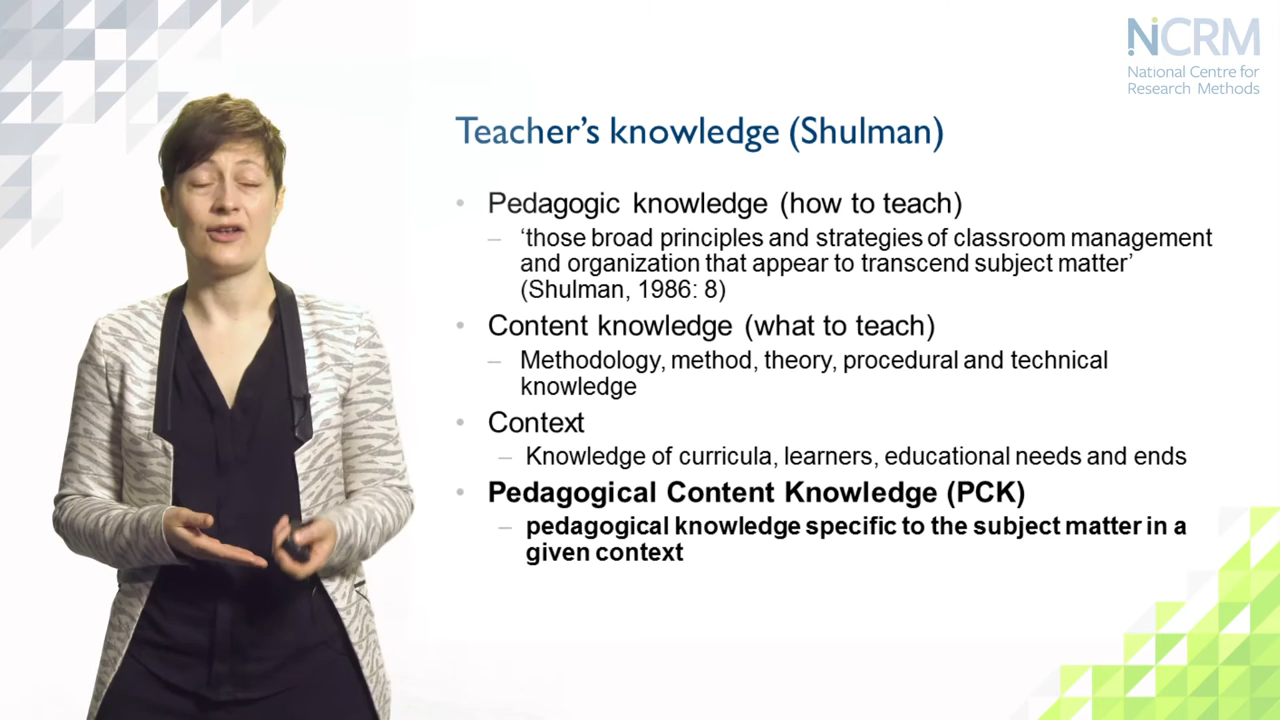 NCRM
National Centre for
Research Methods
Teacher's knowledge (Shulman)
• Pedagogic knowledge (how to teach)
– ‘those broad principles and strategies of classroom management
and organization that appear to transcend subject matter’
(Shulman, 1986: 8)
• Content knowledge (what to teach)
– Methodology, method, theory, procedural and technical
knowledge
• Context
– Knowledge of curricula, learners, educational needs and ends
• Pedagogical Content Knowledge (PCK)
– pedagogical knowledge specific to the subject matter in a
given context